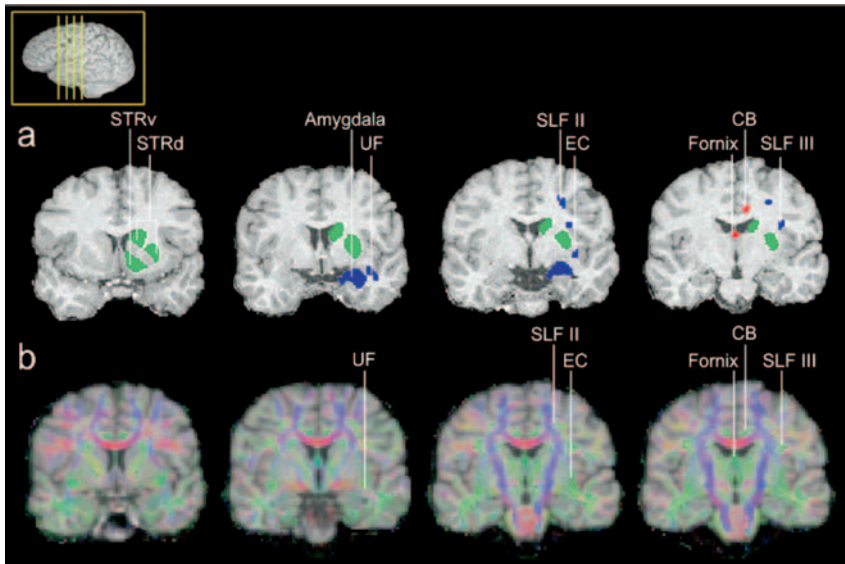 a
STRv
STRd
Amygdala
UF
SLF II
EC
CB
Fornix SLF III
b
UF
SLF II
EC
CB
Fornix SLF III